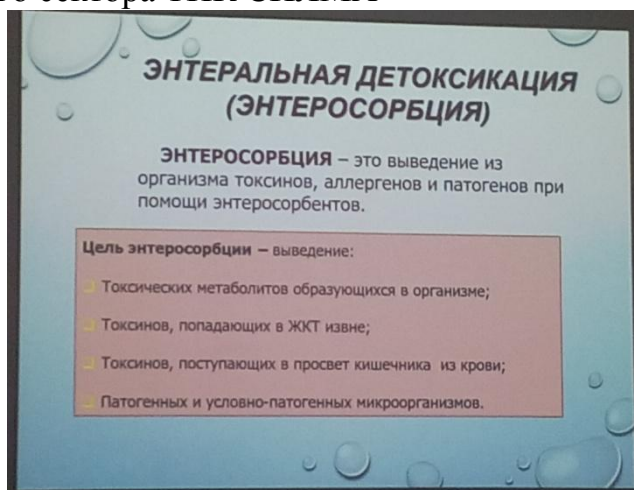 сектора
ЭНТЕРАЛЬНАЯ ДЕТОКСИКАЦИЯ
(ЭНТЕРОСОРБЦИЯ)
ЭНТЕРОСОРБЦИЯ – это выведение из
организма токсинов, аллергенов и патогенов при
помощи энтеросорбентов.
Цель энтеросорбции – выведение:
Токсических метаболитов образующихся в организме;
Токсинов, попадающих в ЖКТ извне;
Токсинов, поступающих в просвет кишечника из крови;
Патогенных и условно-патогенных микроорганизмов.